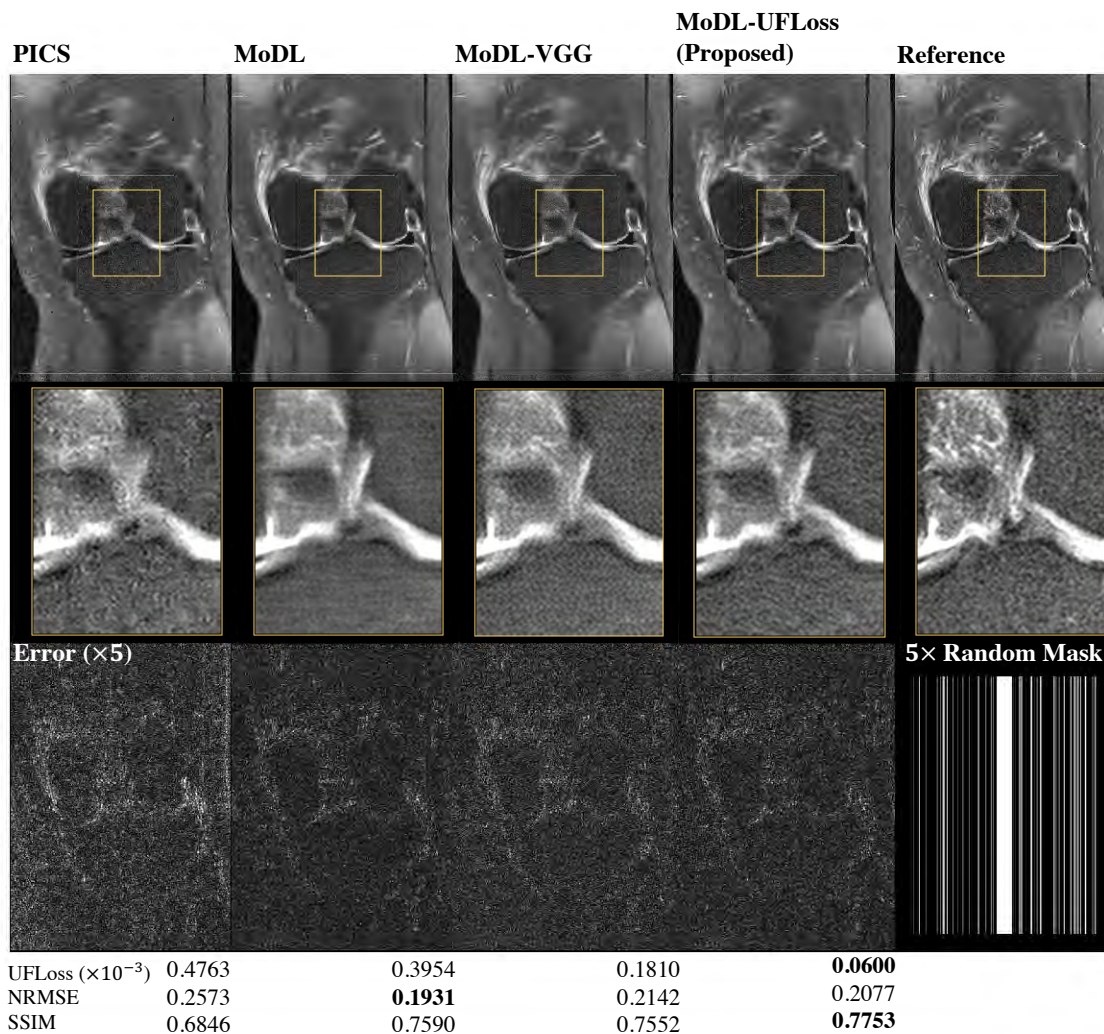 PICS MoDL MoDL-VGG MoDL-UFLoss (Proposed) Reference
Error (×5) 5× Random Mask
UFLoss (×10⁻³) 0.4763 0.3954 0.1810 0.0600
NRMSE 0.2573 0.1931 0.2142 0.2077
SSIM 0.6846 0.7590 0.7552 0.7753